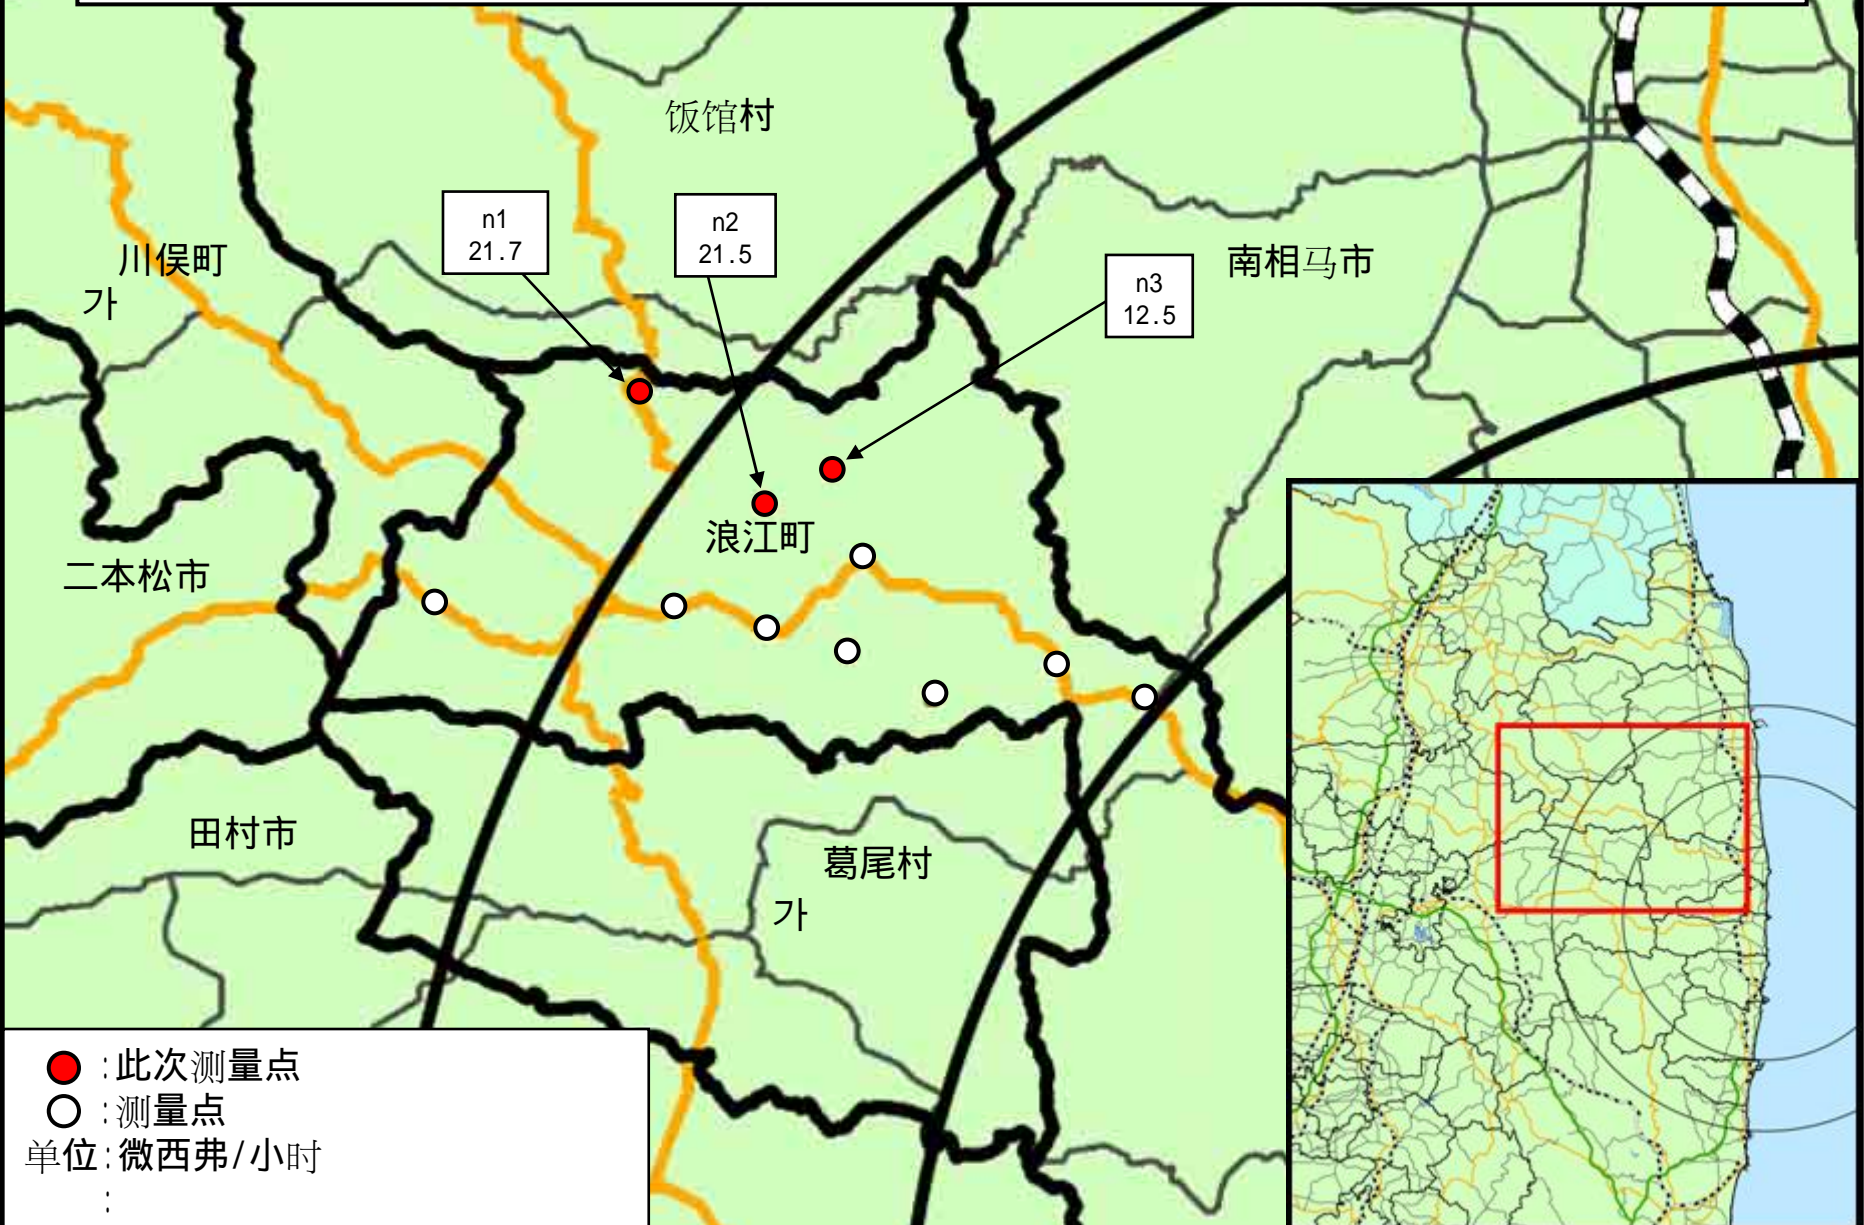 饭馆村
n1
21.7
n2
21.5
川俣町
가
南相马市
n3
12.5
浪江町
二本松市
田村市
葛尾村
가
:此次测量点
:测量点
单位:微西弗/小时
: